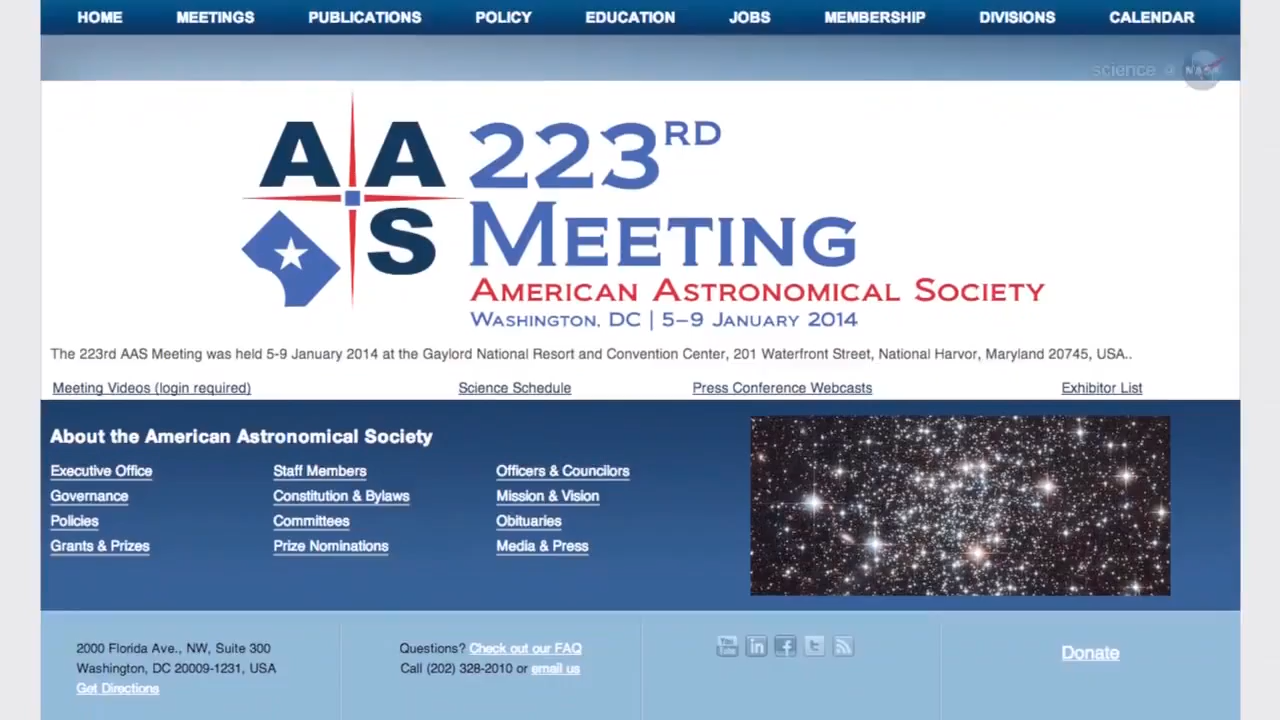 HOME MEETINGS PUBLICATIONS POLICY EDUCATION JOBS MEMBERSHIP DIVISIONS CALENDAR
science @ NASA
A A S
223RD
MEETING
AMERICAN ASTRONOMICAL SOCIETY
WASHINGTON, DC | 5–9 JANUARY 2014
The 223rd AAS Meeting was held 5-9 January 2014 at the Gaylord National Resort and Convention Center, 201 Waterfront Street, National Harvor, Maryland 20745, USA..
Meeting Videos (login required) Science Schedule Press Conference Webcasts Exhibitor List
About the American Astronomical Society
Executive Office Staff Members Officers & Councilors
Governance Constitution & Bylaws Mission & Vision
Policies Committees Obituaries
Grants & Prizes Prize Nominations Media & Press
2000 Florida Ave., NW, Suite 300
Washington, DC 20009-1231, USA
Get Directions
Questions? Check out our FAQ
Call (202) 328-2010 or email us
You Tube in f t
Donate